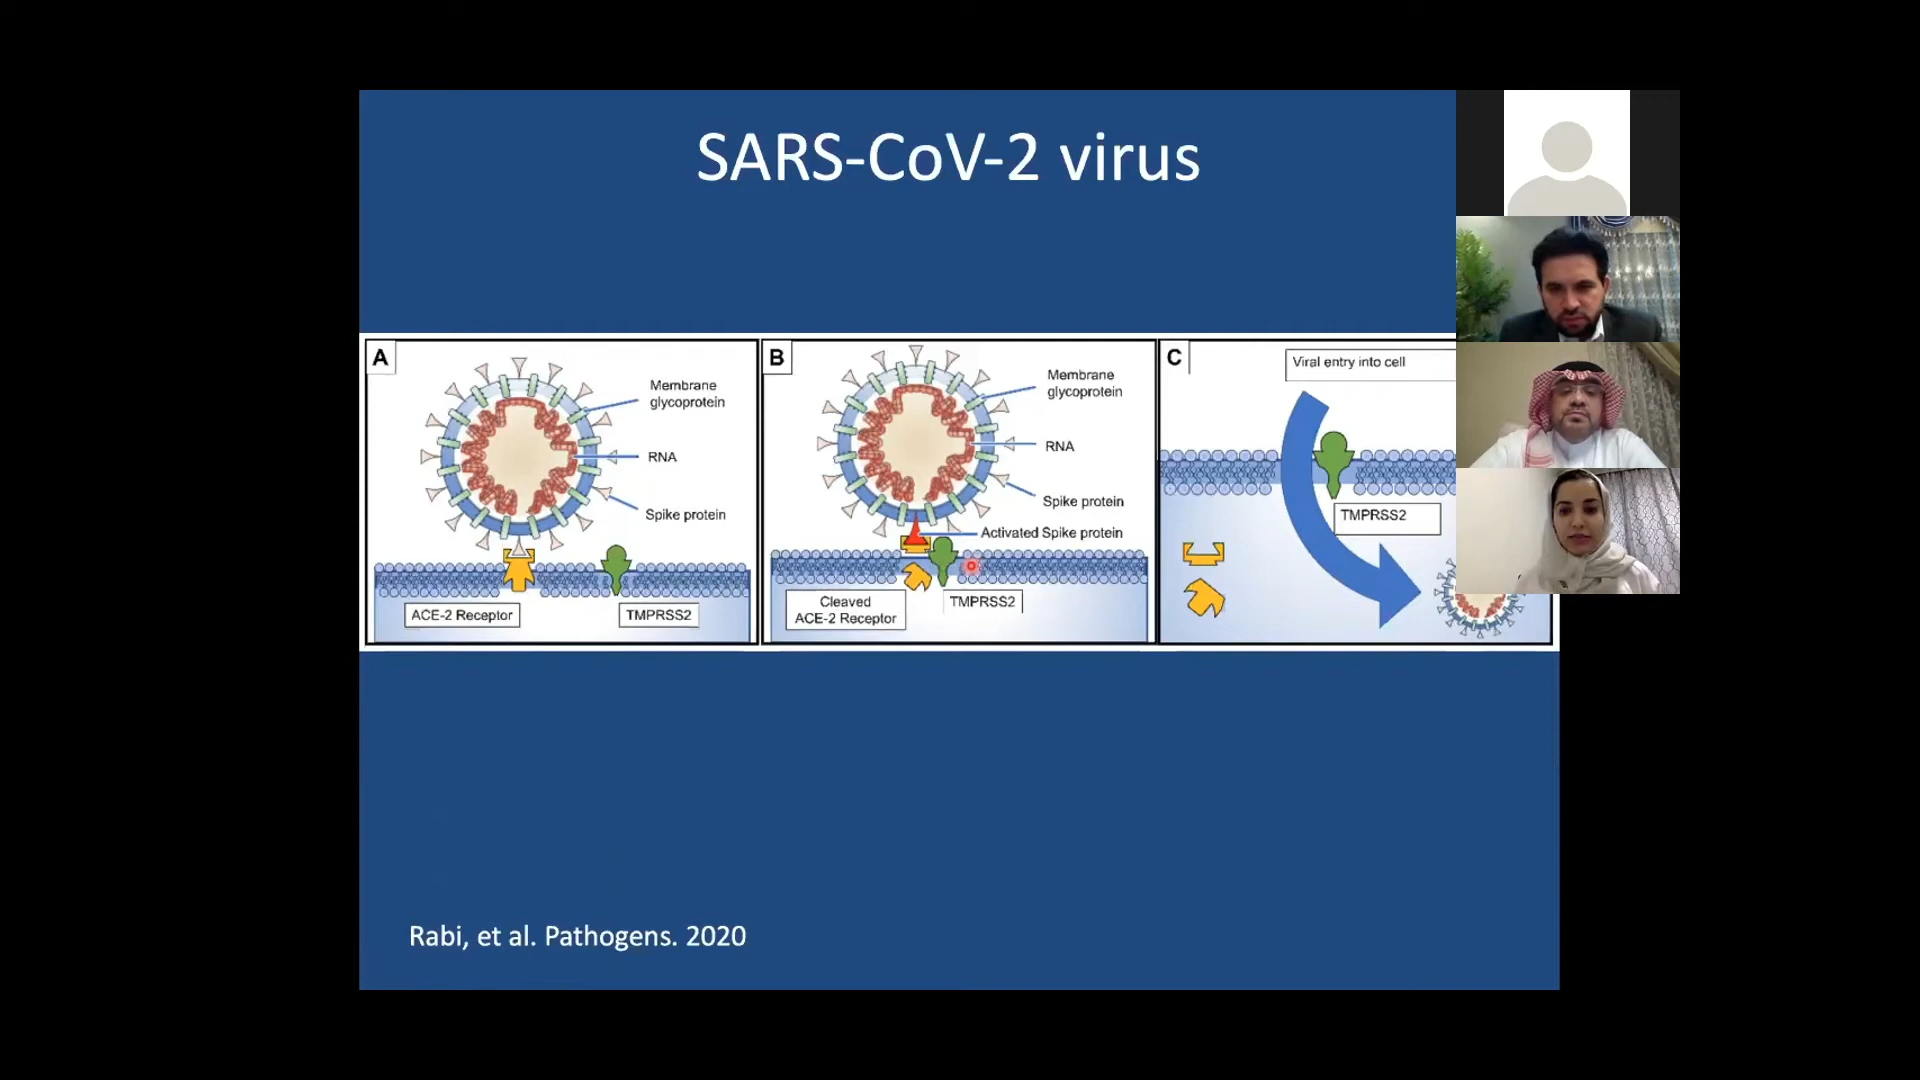 SARS-CoV-2 virus
A
Membrane
glycoprotein
RNA
Spike protein
ACE-2 Receptor
TMPRSS2
B
Membrane
glycoprotein
RNA
Spike protein
Activated Spike protein
Cleaved
ACE-2 Receptor
TMPRSS2
C
Viral entry into cell
TMPRSS2
Rabi, et al. Pathogens. 2020